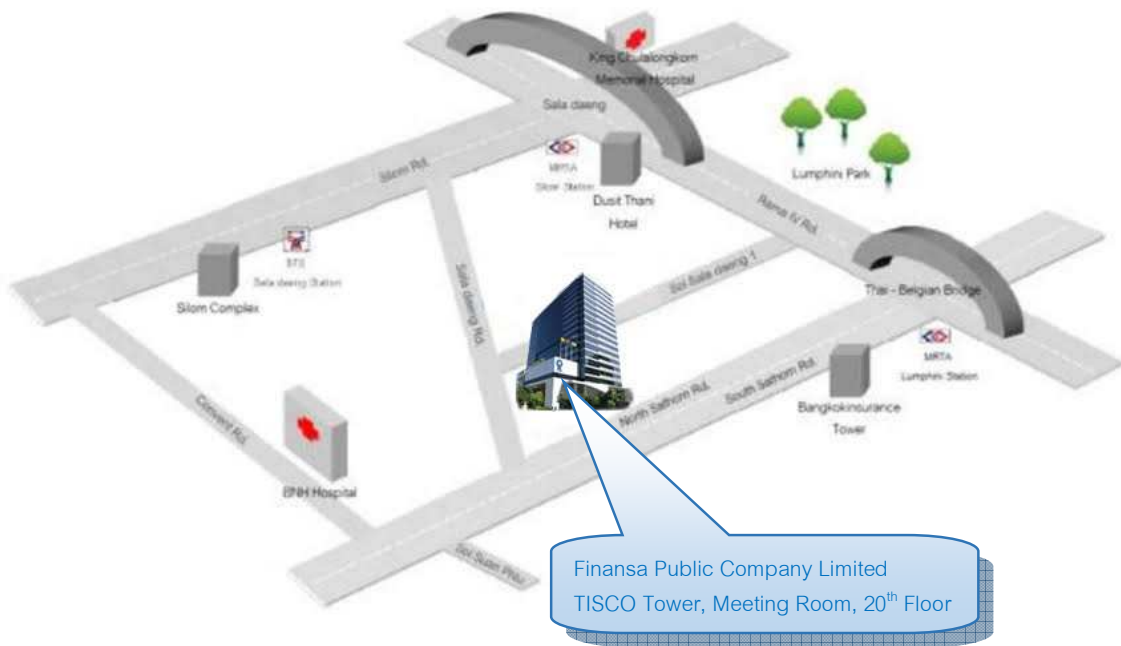 King Chulalongkorn
Memorial Hospital
Sala daeng
MRTA
Silom Station
Dusit Thani
Hotel
Lumphini Park
Silom Rd.
Rama IV Rd.
BTS
Sala daeng Station
Silom Complex
Sala daeng Rd.
Soi Sala daeng 1
Thai - Belgian Bridge
MRTA
Lumphini Station
Convent Rd.
BNH Hospital
North Sathorn Rd.
South Sathorn Rd.
Bangkokinsurance
Tower
Soi Suan Phlu
Finansa Public Company Limited
TISCO Tower, Meeting Room, 20th Floor